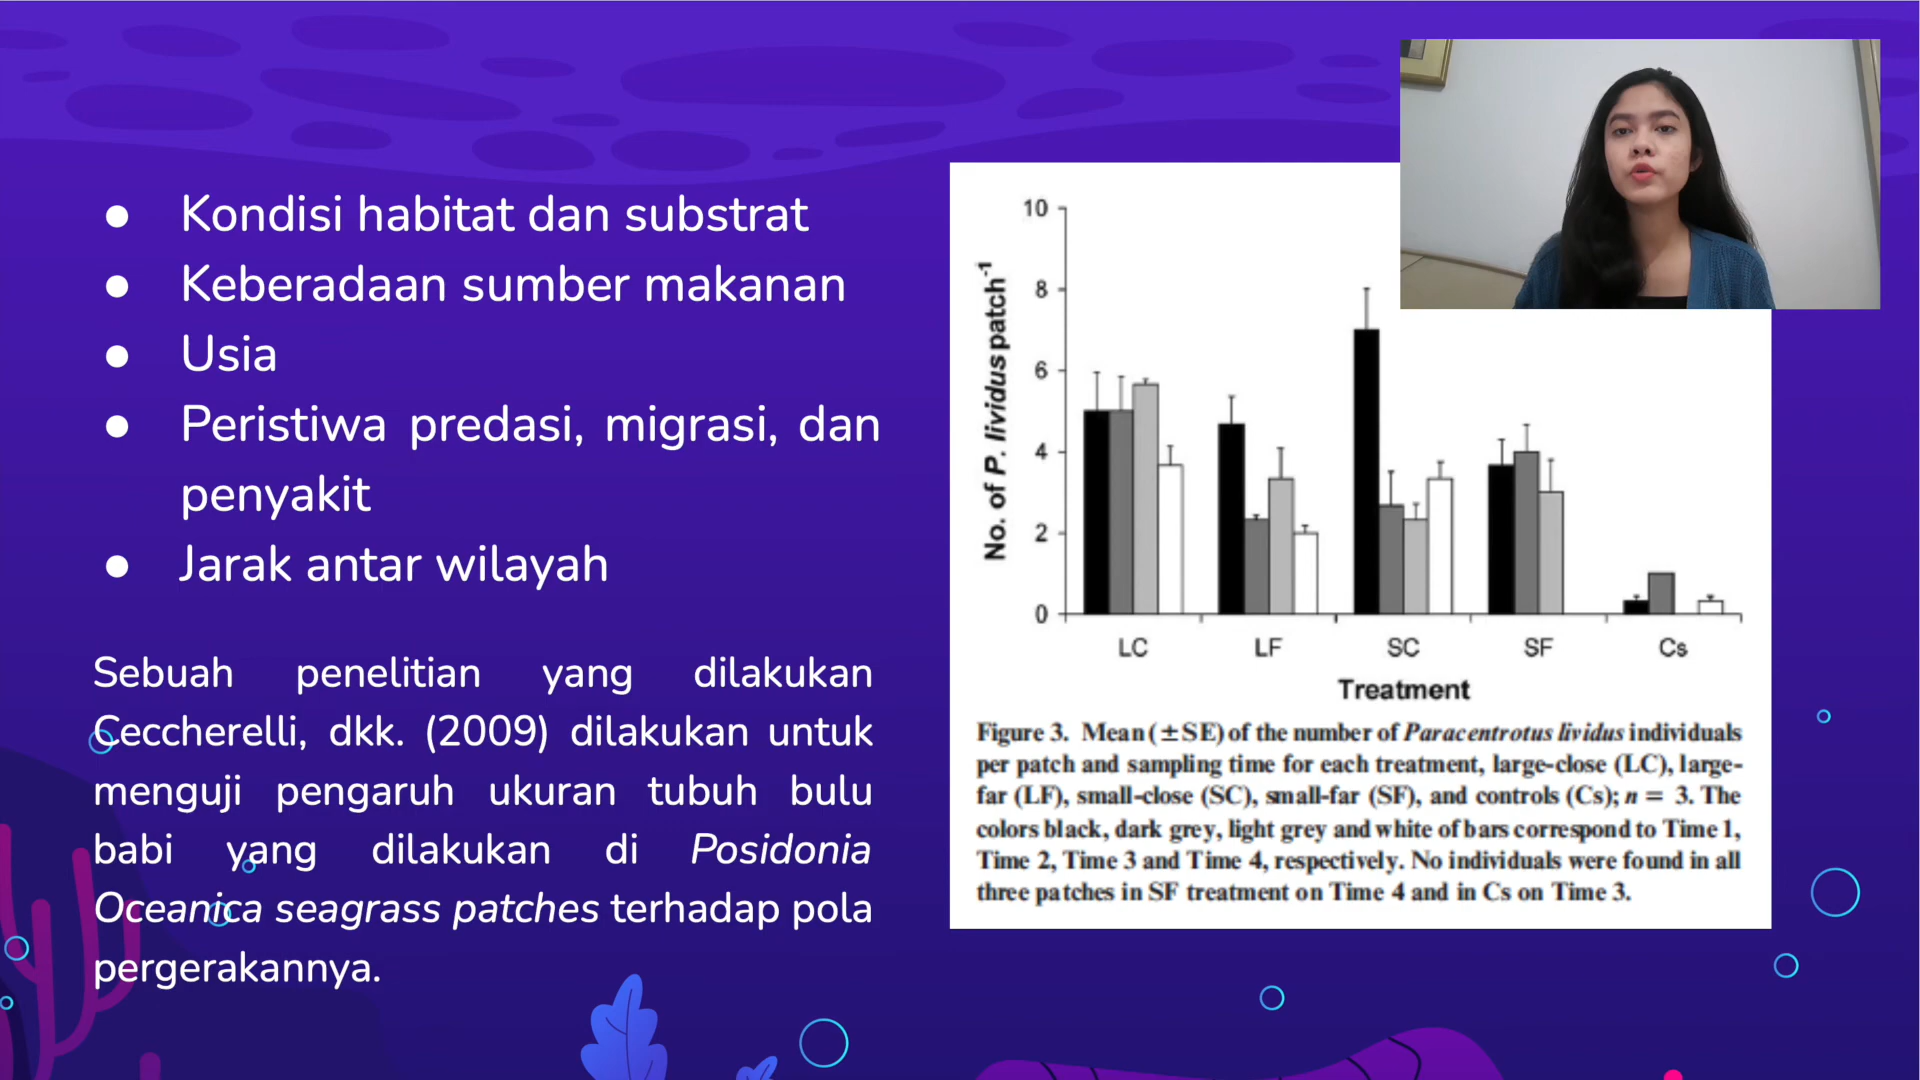 ● Kondisi habitat dan substrat
● Keberadaan sumber makanan
● Usia
● Peristiwa predasi, migrasi, dan
penyakit
● Jarak antar wilayah
Sebuah penelitian yang dilakukan
Ceccherelli, dkk. (2009) dilakukan untuk
menguji pengaruh ukuran tubuh bulu
babi yang dilakukan di Posidonia
Oceanica seagrass patches terhadap pola
pergerakannya.
No. of P. lividus patch⁻¹
10
8
6
4
2
0
LC LF SC SF Cs
Treatment
Figure 3. Mean (±SE) of the number of Paracentrotus lividus individuals
per patch and sampling time for each treatment, large-close (LC), large-
far (LF), small-close (SC), small-far (SF), and controls (Cs); n = 3. The
colors black, dark grey, light grey and white of bars correspond to Time 1,
Time 2, Time 3 and Time 4, respectively. No individuals were found in all
three patches in SF treatment on Time 4 and in Cs on Time 3.